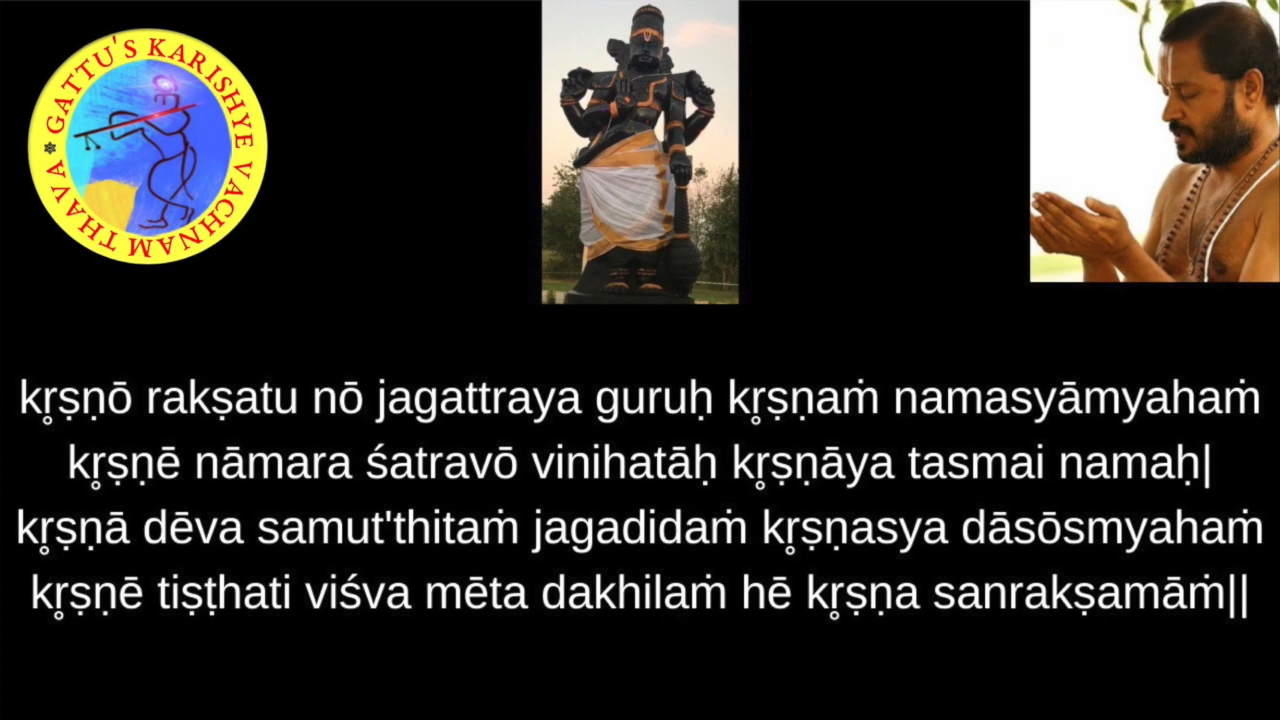 GATTU'S KARISHYE VACHNAM THAVA
kr̥ṣṇō rakṣatu nō jagattraya guruḥ kr̥ṣṇaṁ namasyāmyahaṁ
kr̥ṣṇē nāmara śatravō vinihatāḥ kr̥ṣṇāya tasmai namaḥ|
kr̥ṣṇā dēva samut'thitaṁ jagadidaṁ kr̥ṣṇasya dāsōsmyahaṁ
kr̥ṣṇē tiṣṭhati viśva mēta dakhilaṁ hē kr̥ṣṇa sanrakṣamāṁ||